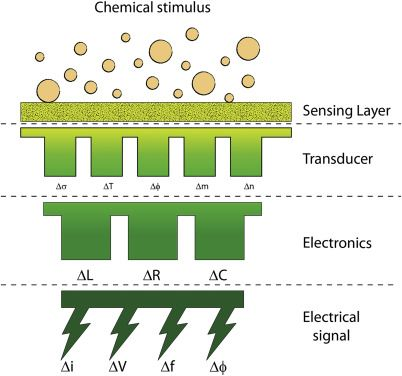 Chemical stimulus
Sensing Layer
Transducer
Δσ ΔT Δϕ Δm Δn
Electronics
ΔL ΔR ΔC
Electrical
signal
Δi ΔV Δf Δϕ